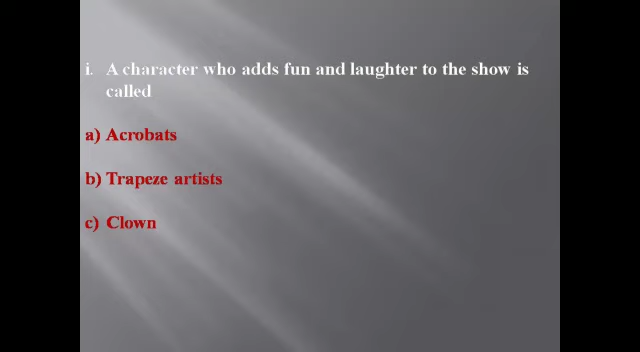 i. A character who adds fun and laughter to the show is
called
a) Acrobats
b) Trapeze artists
c) Clown